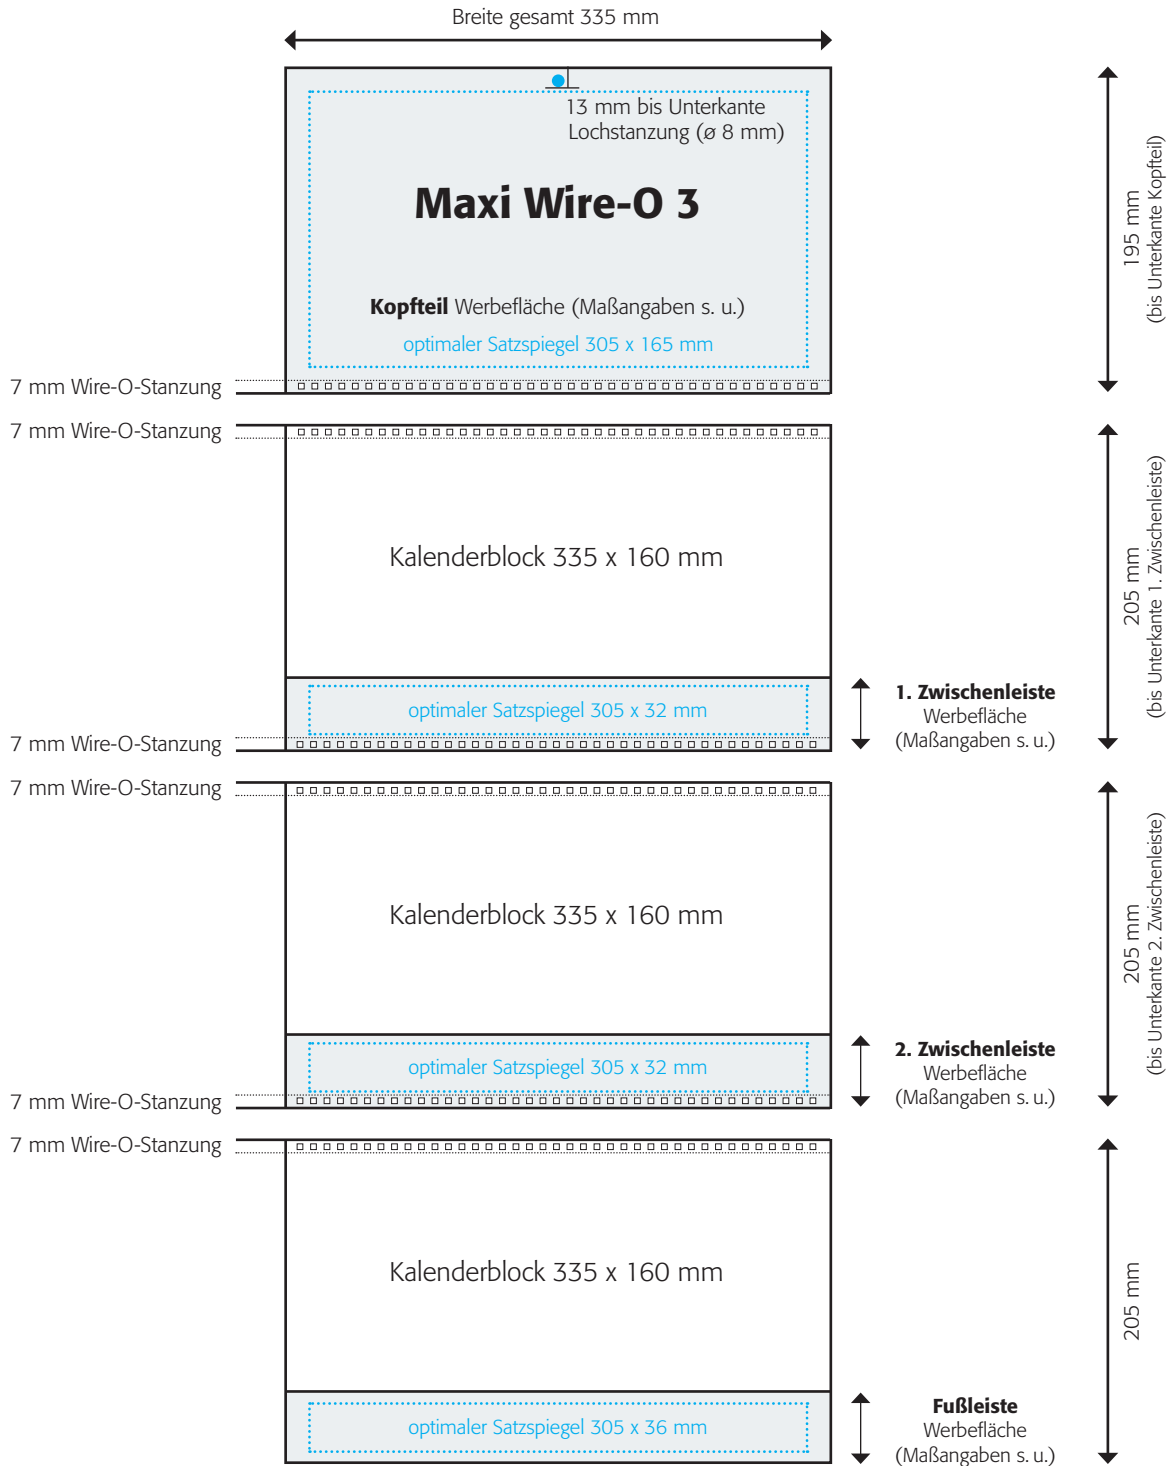 Breite gesamt 335 mm
13 mm bis Unterkante
Lochstanzung (ø 8 mm)
Maxi Wire-O 3
Kopfteil Werbefläche (Maßangaben s. u.)
optimaler Satzspiegel 305 x 165 mm
195 mm
(bis Unterkante Kopfteil)
7 mm Wire-O-Stanzung
7 mm Wire-O-Stanzung
Kalenderblock 335 x 160 mm
205 mm
(bis Unterkante 1. Zwischenleiste)
optimaler Satzspiegel 305 x 32 mm
1. Zwischenleiste
Werbefläche
(Maßangaben s. u.)
7 mm Wire-O-Stanzung
7 mm Wire-O-Stanzung
Kalenderblock 335 x 160 mm
205 mm
(bis Unterkante 2. Zwischenleiste)
optimaler Satzspiegel 305 x 32 mm
2. Zwischenleiste
Werbefläche
(Maßangaben s. u.)
7 mm Wire-O-Stanzung
7 mm Wire-O-Stanzung
Kalenderblock 335 x 160 mm
205 mm
optimaler Satzspiegel 305 x 36 mm
Fußleiste
Werbefläche
(Maßangaben s. u.)